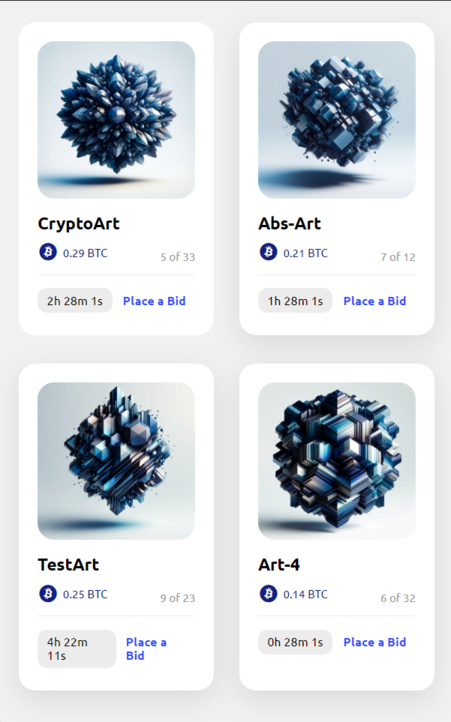 CryptoArt
0.29 BTC
5 of 33
2h 28m 1s
Place a Bid
Abs-Art
0.21 BTC
7 of 12
1h 28m 1s
Place a Bid
TestArt
0.25 BTC
9 of 23
4h 22m
11s
Place a
Bid
Art-4
0.14 BTC
6 of 32
0h 28m 1s
Place a Bid